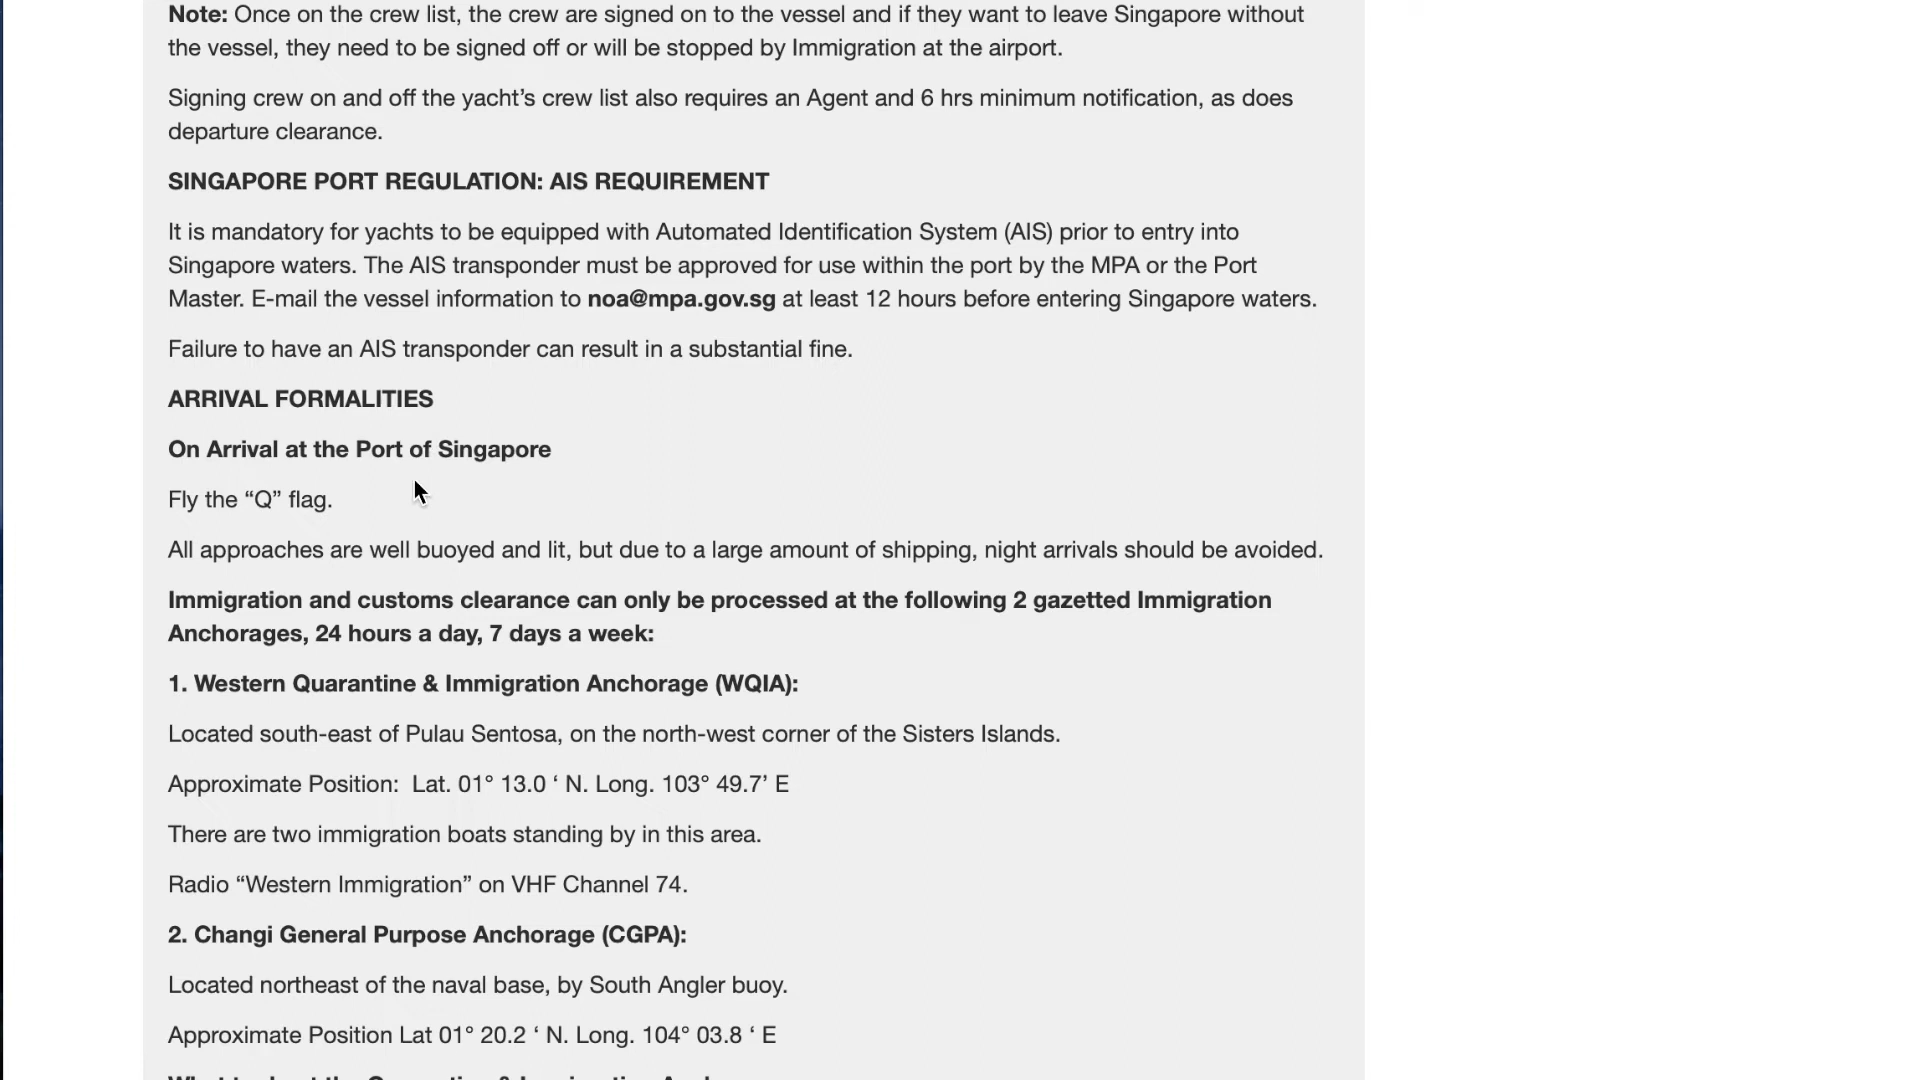 Note: Once on the crew list, the crew are signed on to the vessel and if they want to leave Singapore without
the vessel, they need to be signed off or will be stopped by Immigration at the airport.
Signing crew on and off the yacht’s crew list also requires an Agent and 6 hrs minimum notification, as does
departure clearance.
SINGAPORE PORT REGULATION: AIS REQUIREMENT
It is mandatory for yachts to be equipped with Automated Identification System (AIS) prior to entry into
Singapore waters. The AIS transponder must be approved for use within the port by the MPA or the Port
Master. E-mail the vessel information to noa@mpa.gov.sg at least 12 hours before entering Singapore waters.
Failure to have an AIS transponder can result in a substantial fine.
ARRIVAL FORMALITIES
On Arrival at the Port of Singapore
Fly the “Q” flag.
All approaches are well buoyed and lit, but due to a large amount of shipping, night arrivals should be avoided.
Immigration and customs clearance can only be processed at the following 2 gazetted Immigration
Anchorages, 24 hours a day, 7 days a week:
1. Western Quarantine & Immigration Anchorage (WQIA):
Located south-east of Pulau Sentosa, on the north-west corner of the Sisters Islands.
Approximate Position:  Lat. 01° 13.0 ‘ N. Long. 103° 49.7’ E
There are two immigration boats standing by in this area.
Radio “Western Immigration” on VHF Channel 74.
2. Changi General Purpose Anchorage (CGPA):
Located northeast of the naval base, by South Angler buoy.
Approximate Position Lat 01° 20.2 ‘ N. Long. 104° 03.8 ‘ E